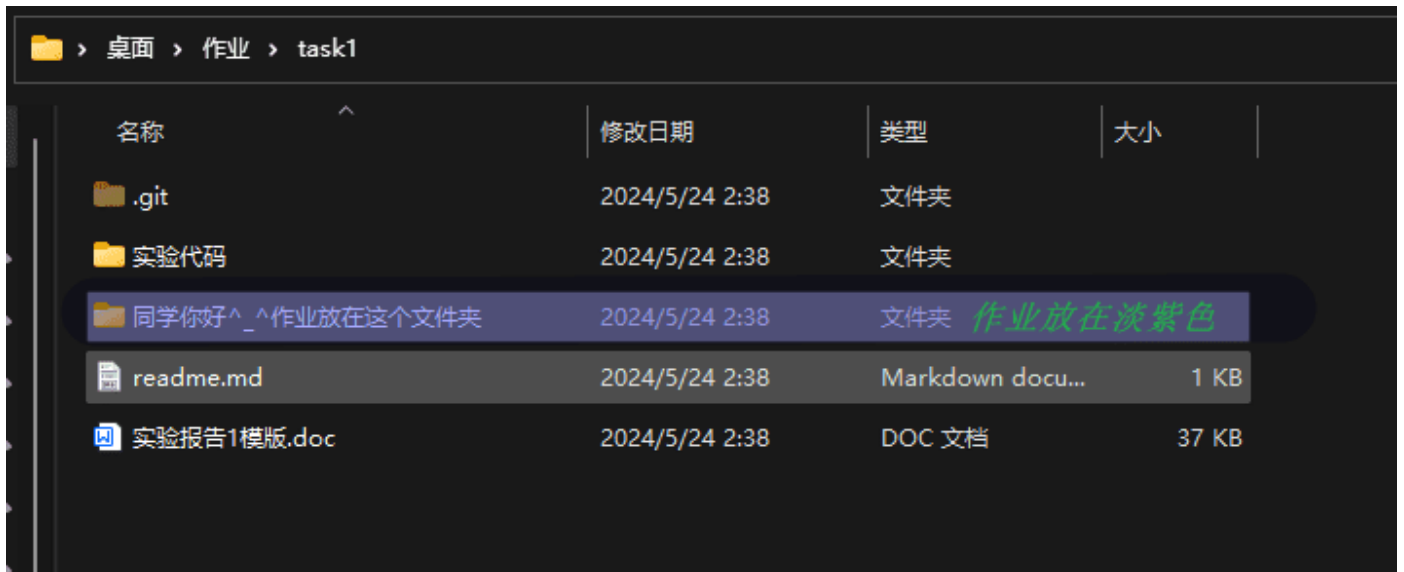 › 桌面 › 作业 › task1
名称 修改日期 类型 大小
.git 2024/5/24 2:38 文件夹
实验代码 2024/5/24 2:38 文件夹
同学你好^_^作业放在这个文件夹 2024/5/24 2:38 文件夹 作业放在淡紫色
readme.md 2024/5/24 2:38 Markdown docu... 1 KB
实验报告1模版.doc 2024/5/24 2:38 DOC 文档 37 KB